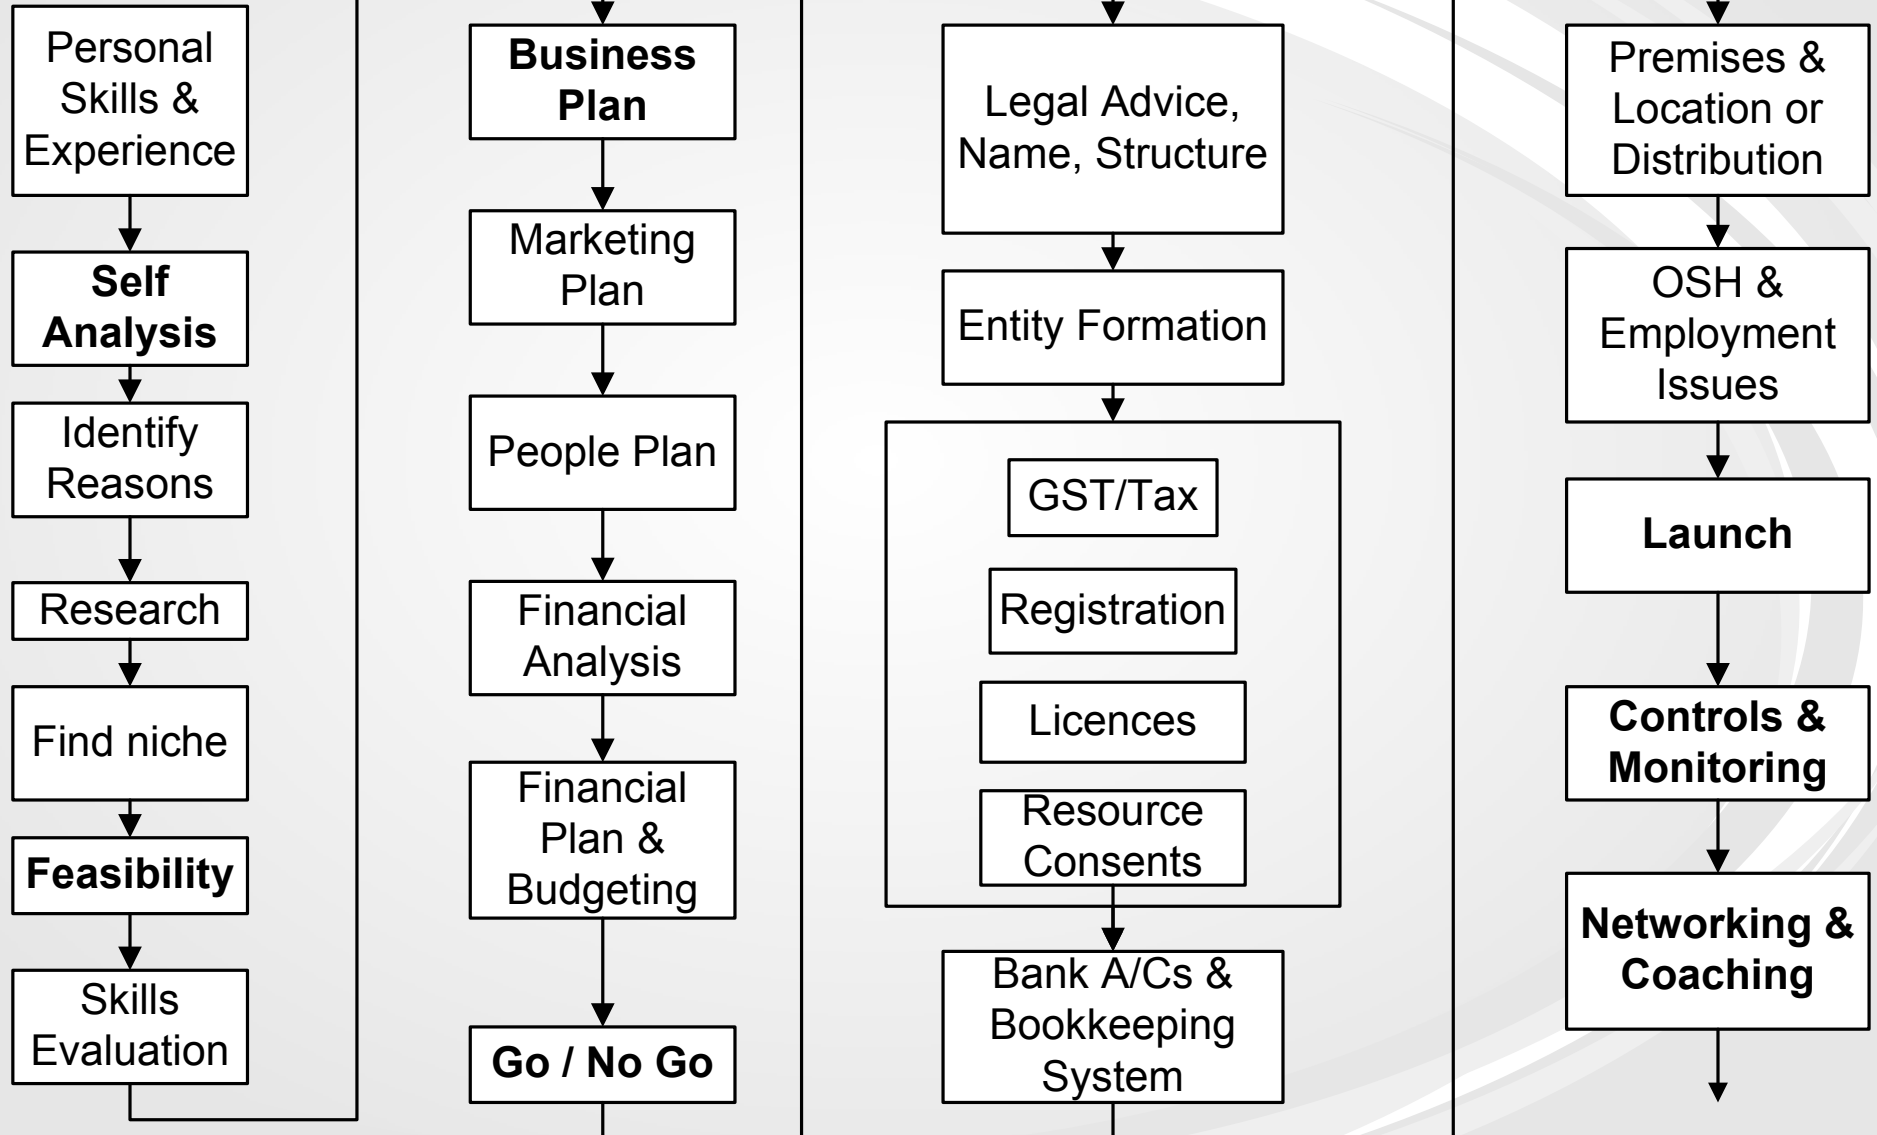 Personal
Skills &
Experience
Self
Analysis
Identify
Reasons
Research
Find niche
Feasibility
Skills
Evaluation
Business
Plan
Marketing
Plan
People Plan
Financial
Analysis
Financial
Plan &
Budgeting
Go / No Go
Legal Advice,
Name, Structure
Entity Formation
GST/Tax
Registration
Licences
Resource
Consents
Bank A/Cs &
Bookkeeping
System
Premises &
Location or
Distribution
OSH &
Employment
Issues
Launch
Controls &
Monitoring
Networking &
Coaching